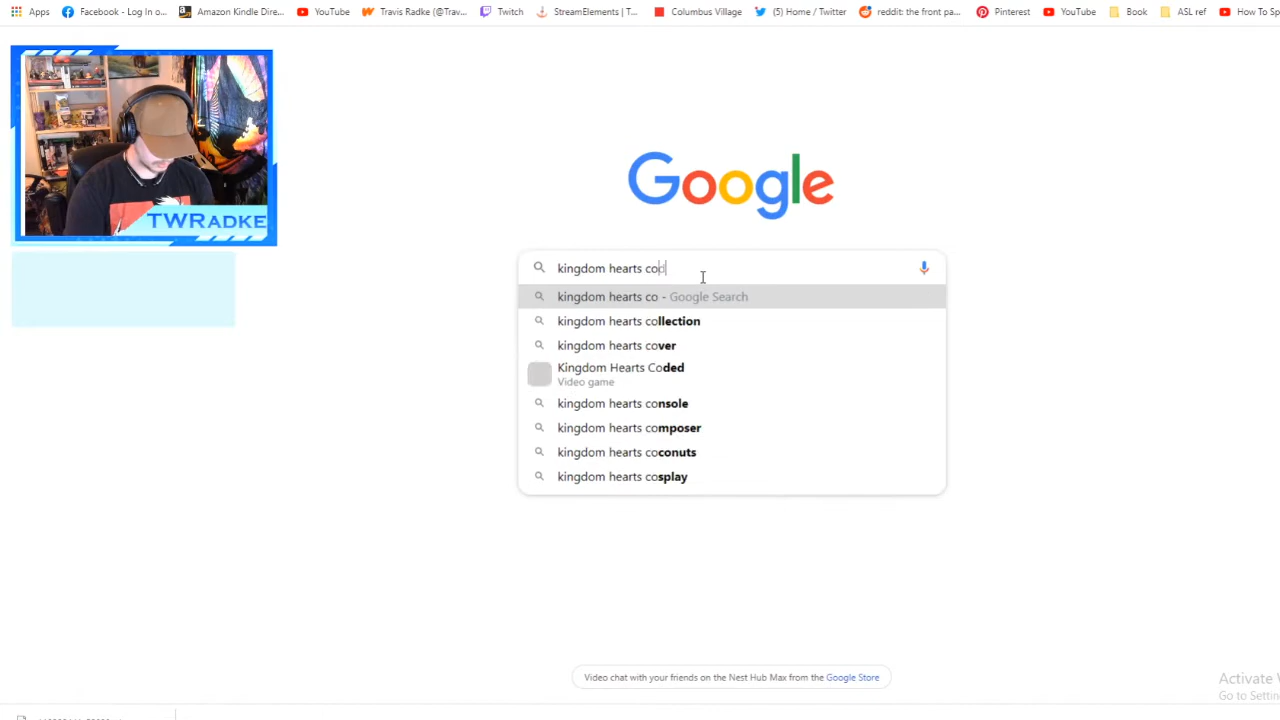 Apps Facebook - Log In o... Amazon Kindle Dire... YouTube Travis Radke (@Trav... Twitch StreamElements | T... Columbus Village (5) Home / Twitter reddit: the front pa... Pinterest YouTube Book ASL ref How To Sp
TWRADKE
Google
kingdom hearts cod
kingdom hearts co - Google Search
kingdom hearts collection
kingdom hearts cover
Kingdom Hearts Coded
Video game
kingdom hearts console
kingdom hearts composer
kingdom hearts coconuts
kingdom hearts cosplay
Video chat with your friends on the Nest Hub Max from the Google Store
Activate W
Go to Settin